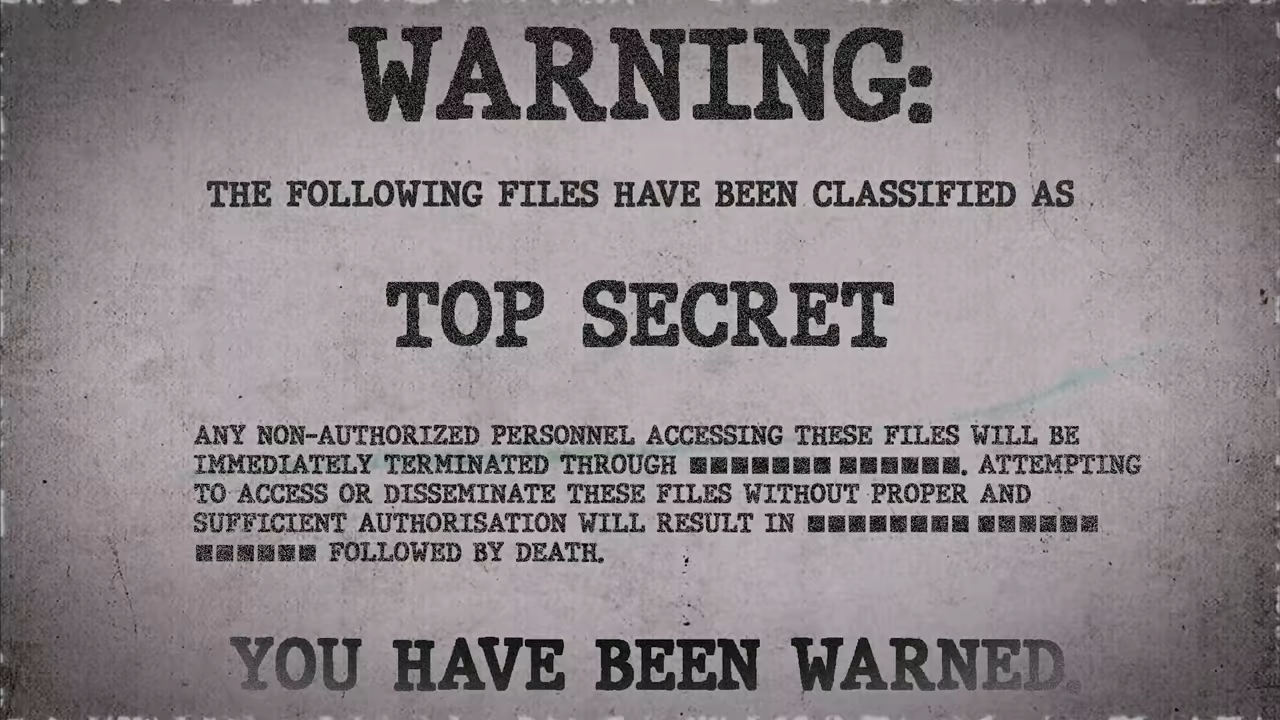 WARNING:
THE FOLLOWING FILES HAVE BEEN CLASSIFIED AS
TOP SECRET
ANY NON-AUTHORIZED PERSONNEL ACCESSING THESE FILES WILL BE
IMMEDIATELY TERMINATED THROUGH ■■■■■■■ ■■■■■■. ATTEMPTING
TO ACCESS OR DISSEMINATE THESE FILES WITHOUT PROPER AND
SUFFICIENT AUTHORISATION WILL RESULT IN ■■■■■■■■ ■■■■■■
■■■■■■ FOLLOWED BY DEATH.
YOU HAVE BEEN WARNED.